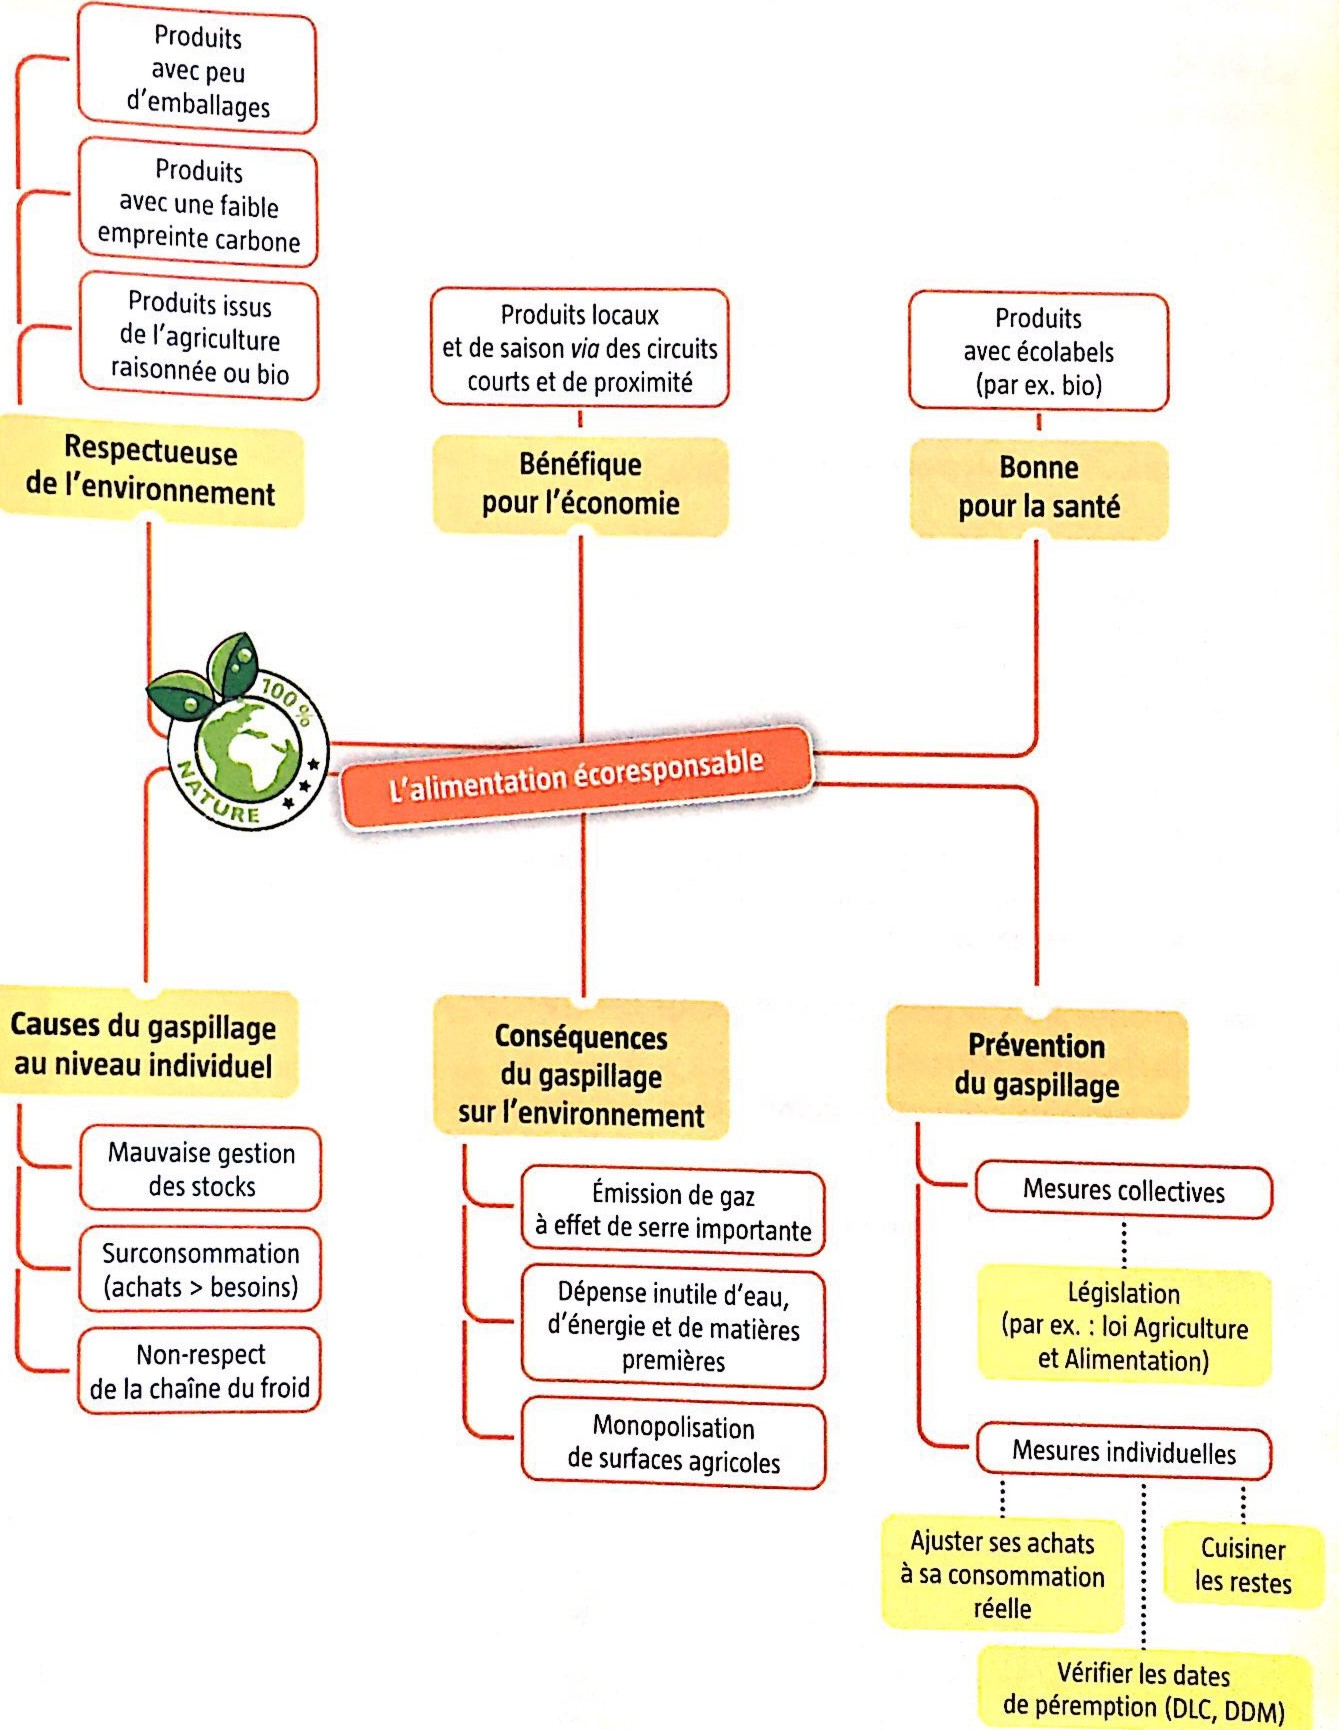 Produits
avec peu
d'emballages
Produits
avec une faible
empreinte carbone
Produits issus
de l'agriculture
raisonnée ou bio
Respectueuse
de l'environnement
Produits locaux
et de saison via des circuits
courts et de proximité
Bénéfique
pour l'économie
Produits
avec écolabels
(par ex. bio)
Bonne
pour la santé
100 %
NATURE
L'alimentation écoresponsable
Causes du gaspillage
au niveau individuel
Mauvaise gestion
des stocks
Surconsommation
(achats > besoins)
Non-respect
de la chaîne du froid
Conséquences
du gaspillage
sur l'environnement
Émission de gaz
à effet de serre importante
Dépense inutile d'eau,
d'énergie et de matières
premières
Monopolisation
de surfaces agricoles
Prévention
du gaspillage
Mesures collectives
Législation
(par ex. : loi Agriculture
et Alimentation)
Mesures individuelles
Ajuster ses achats
à sa consommation
réelle
Cuisiner
les restes
Vérifier les dates
de péremption (DLC, DDM)